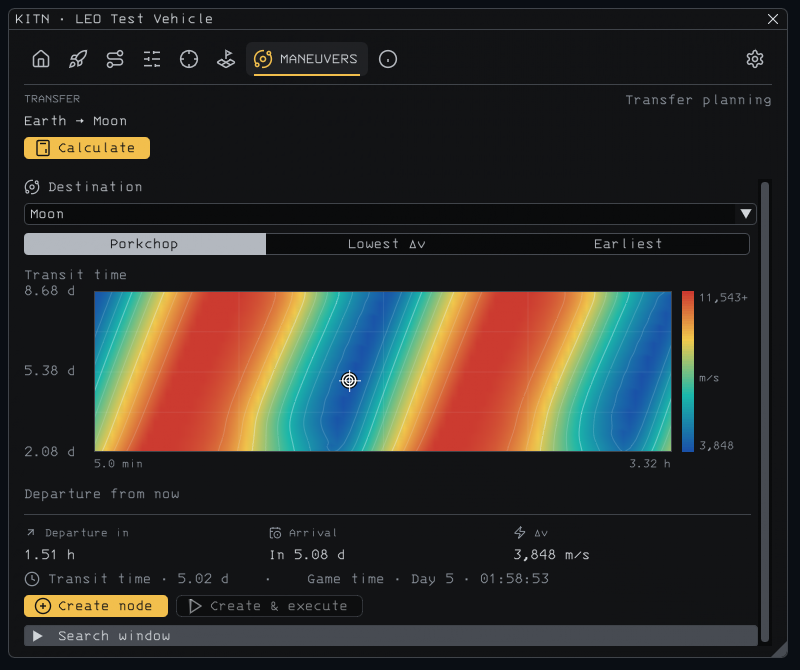 KITN · LEO Test Vehicle
MANEUVERS
TRANSFER
Transfer planning
Earth → Moon
Calculate
Destination
Moon
Porkchop Lowest Δv Earliest
Transit time
8.68 d
11,543+
5.38 d
m/s
3,848
2.08 d
5.0 min 3.32 h
Departure from now
Departure in Arrival Δv
1.51 h In 5.08 d 3,848 m/s
Transit time · 5.02 d · Game time · Day 5 · 01:58:53
Create node Create & execute
Search window